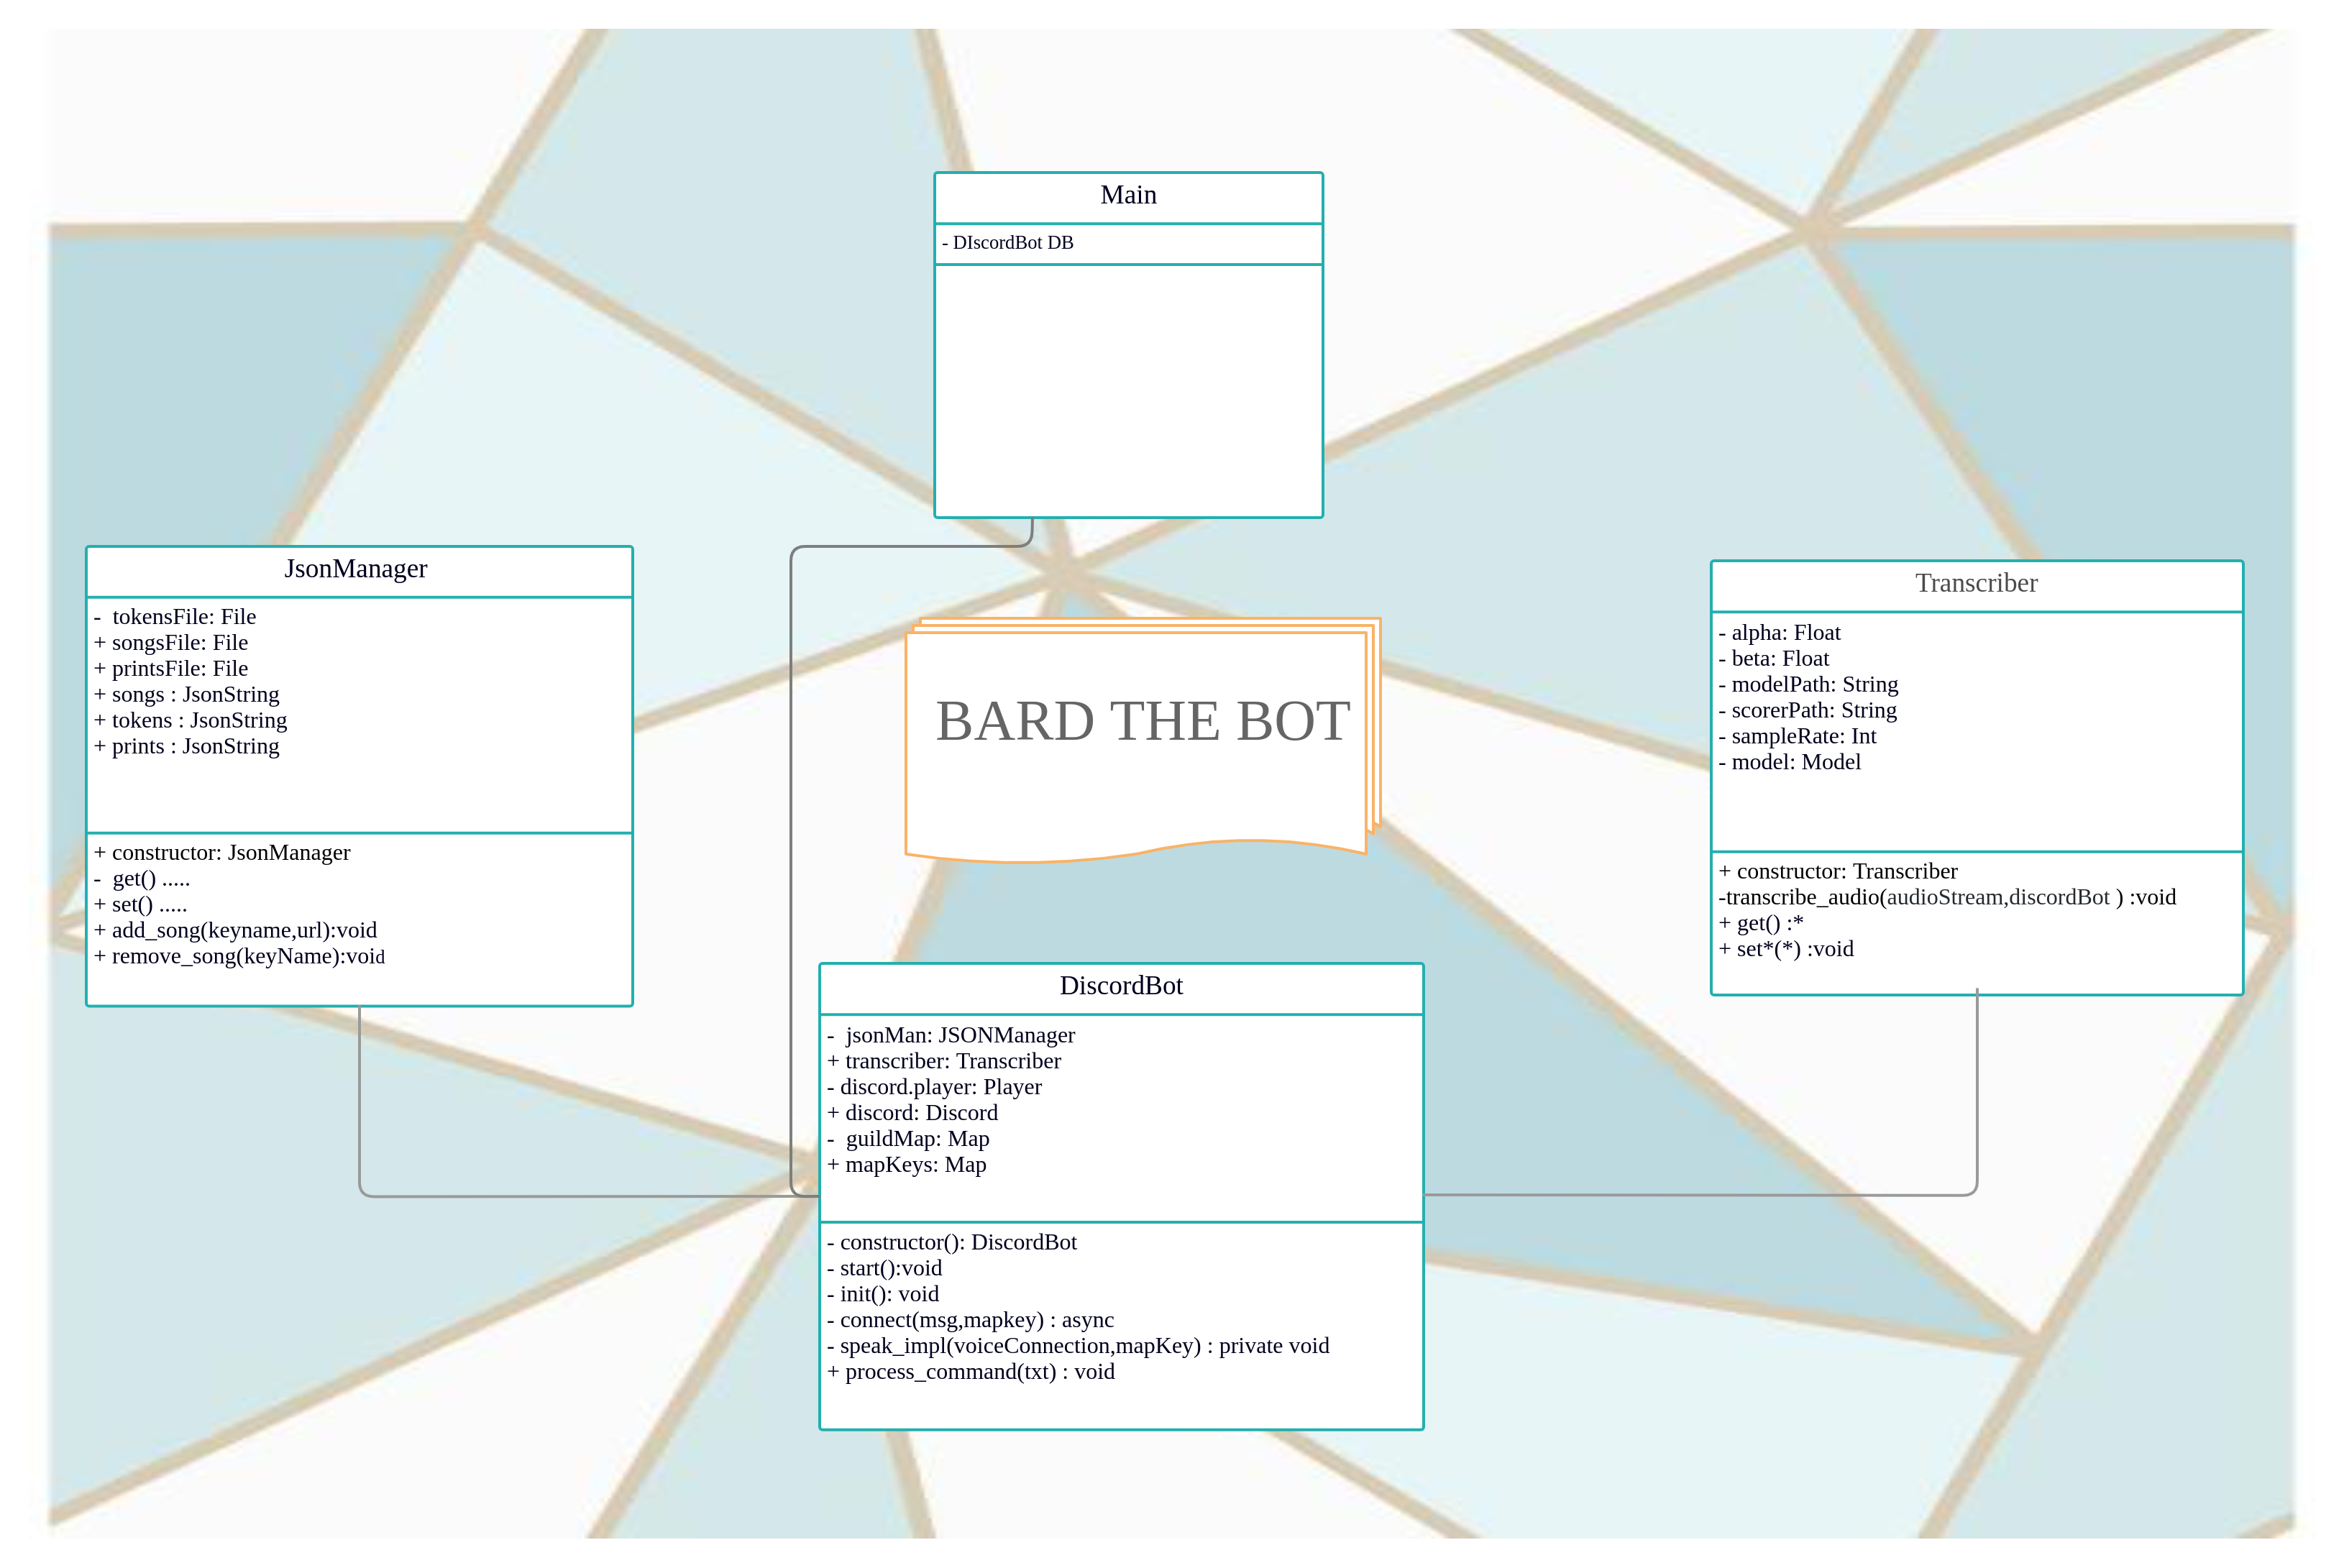 Main
- DIscordBot DB
JsonManager
-  tokensFile: File
+ songsFile: File
+ printsFile: File
+ songs : JsonString
+ tokens : JsonString
+ prints : JsonString
+ constructor: JsonManager
-  get() .....
+ set() .....
+ add_song(keyname,url):void
+ remove_song(keyName):void
BARD THE BOT
Transcriber
- alpha: Float
- beta: Float
- modelPath: String
- scorerPath: String
- sampleRate: Int
- model: Model
+ constructor: Transcriber
-transcribe_audio(audioStream,discordBot ) :void
+ get() :*
+ set*(*) :void
DiscordBot
-  jsonMan: JSONManager
+ transcriber: Transcriber
- discord.player: Player
+ discord: Discord
-  guildMap: Map
+ mapKeys: Map
- constructor(): DiscordBot
- start():void
- init(): void
- connect(msg,mapkey) : async
- speak_impl(voiceConnection,mapKey) : private void
+ process_command(txt) : void